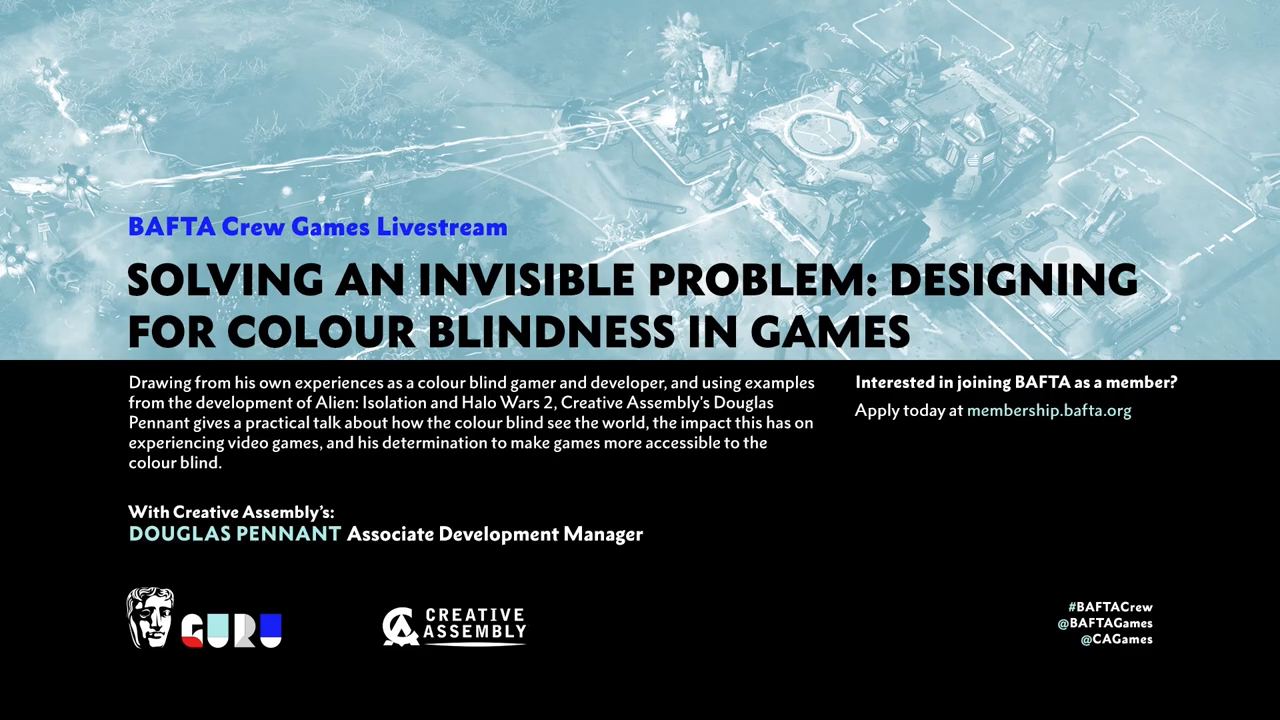 BAFTA Crew Games Livestream
SOLVING AN INVISIBLE PROBLEM: DESIGNING
FOR COLOUR BLINDNESS IN GAMES
Drawing from his own experiences as a colour blind gamer and developer, and using examples
from the development of Alien: Isolation and Halo Wars 2, Creative Assembly's Douglas
Pennant gives a practical talk about how the colour blind see the world, the impact this has on
experiencing video games, and his determination to make games more accessible to the
colour blind.
Interested in joining BAFTA as a member?
Apply today at membership.bafta.org
With Creative Assembly's:
DOUGLAS PENNANT Associate Development Manager
GURU
CREATIVE
ASSEMBLY
#BAFTACrew
@BAFTAGames
@CAGames